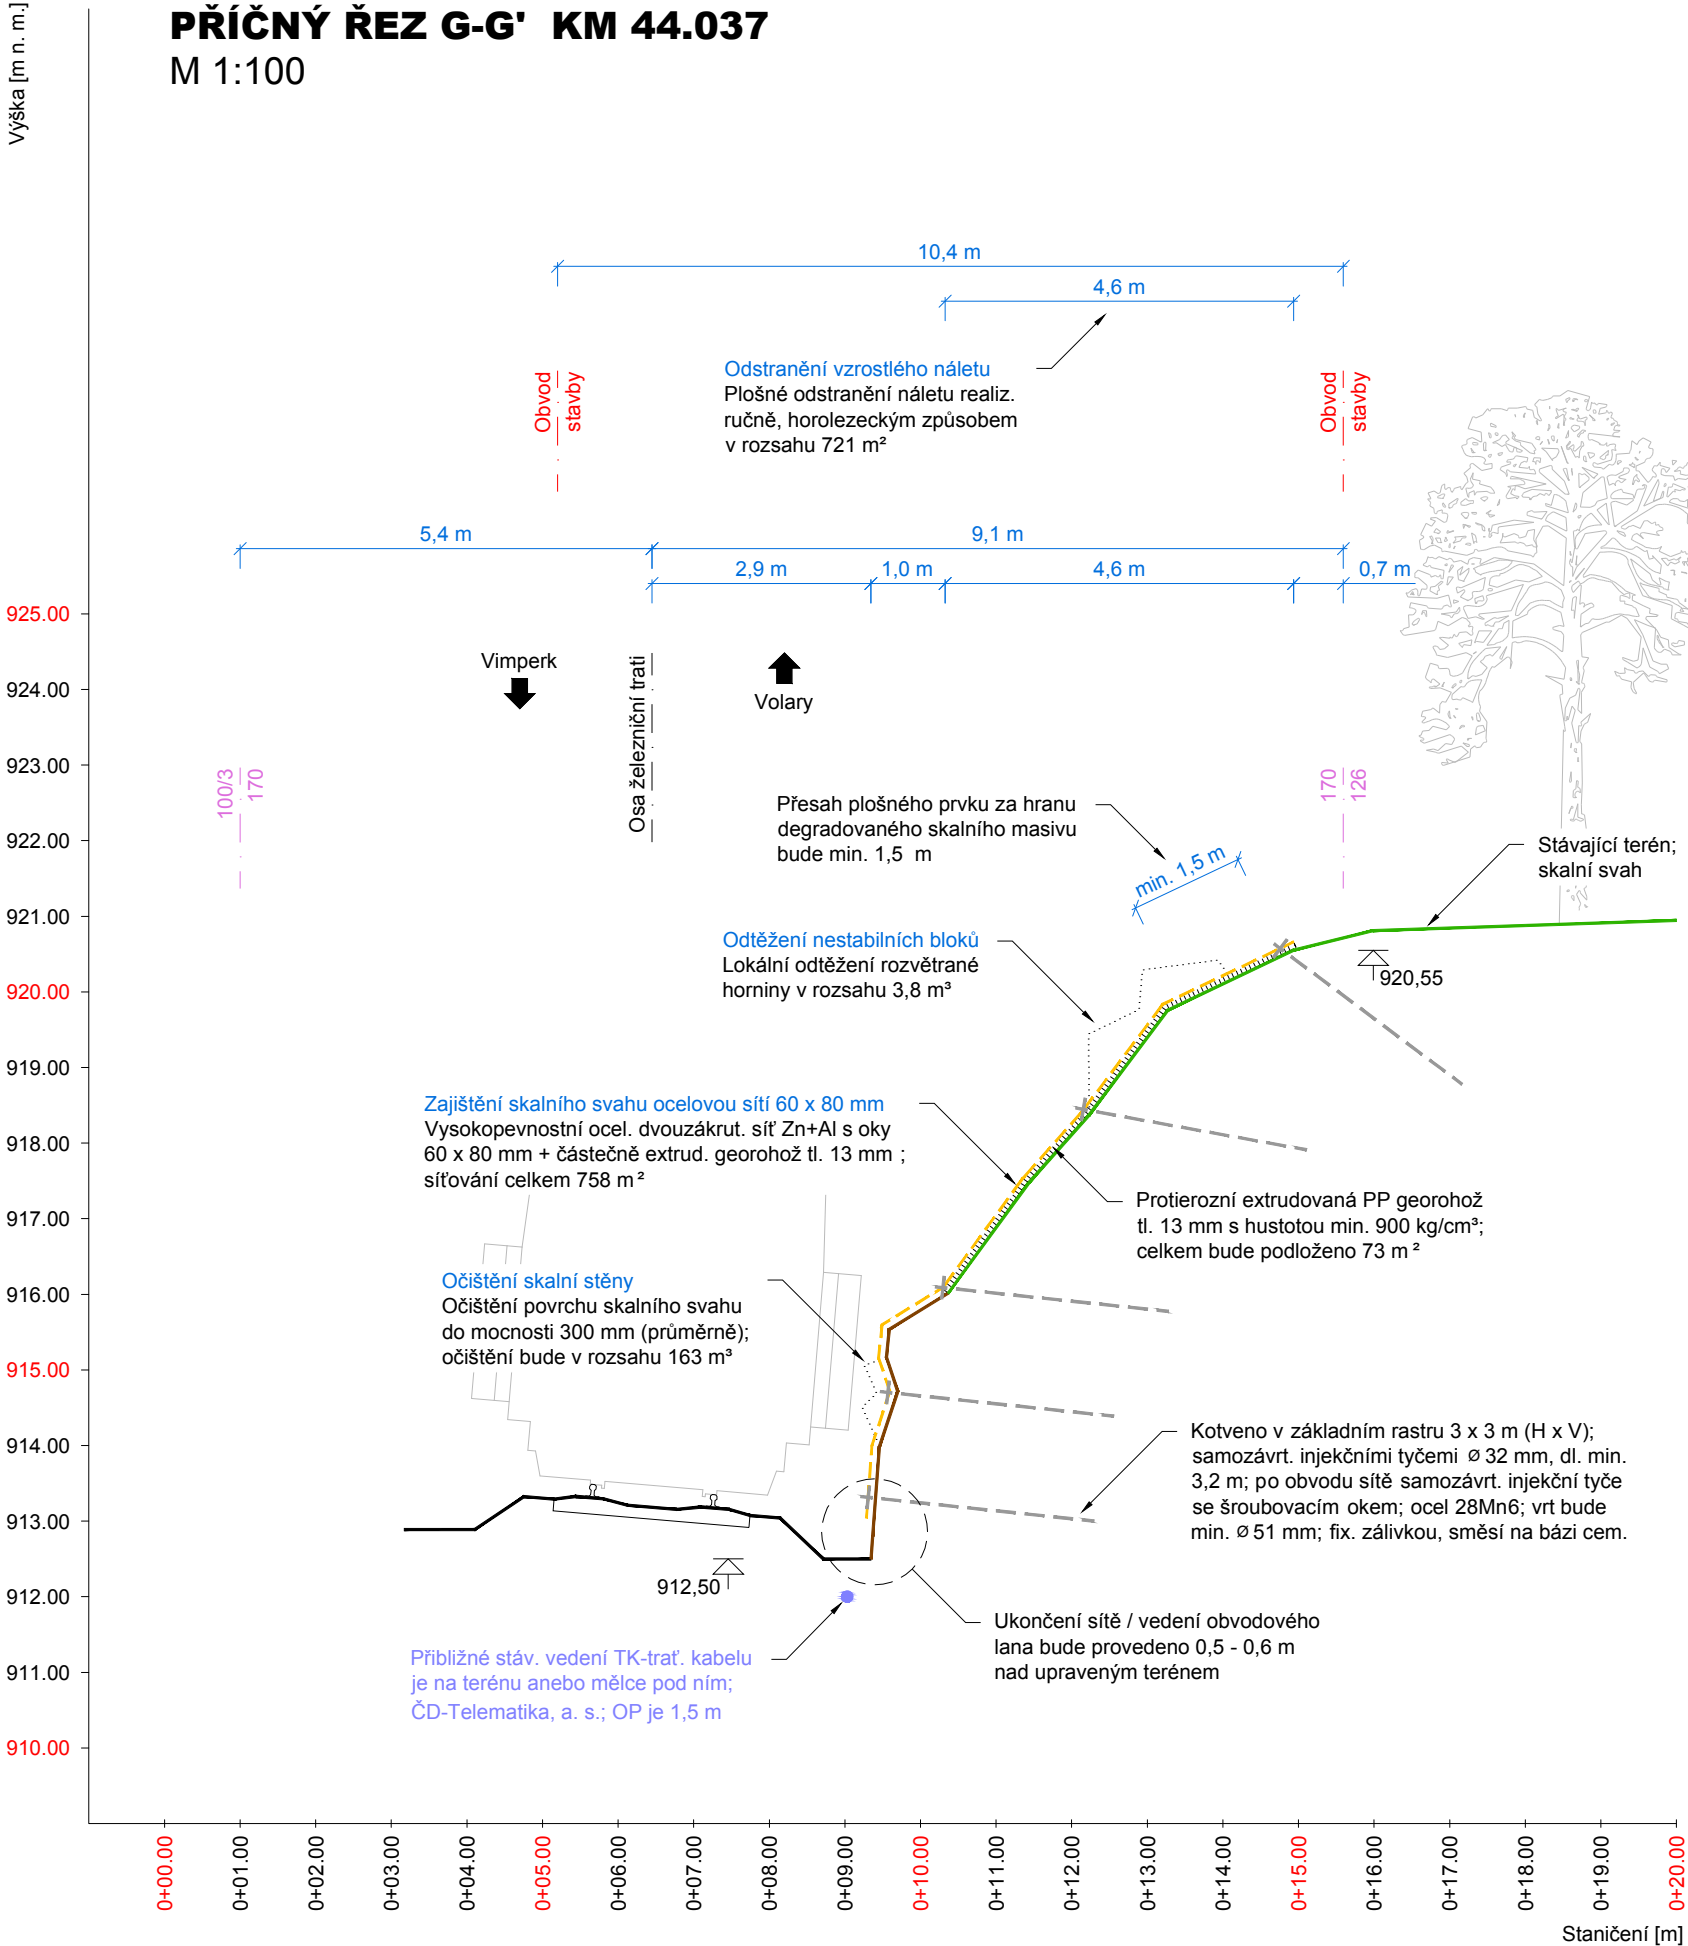 Výška [m n. m.]
PŘÍČNÝ ŘEZ G-G' KM 44.037
M 1:100
10,4 m
4,6 m
Odstranění vzrostlého náletu
Plošné odstranění náletu realiz.
ručně, horolezeckým způsobem
v rozsahu 721 m²
Obvod
stavby
Obvod
stavby
5,4 m
9,1 m
2,9 m
1,0 m
4,6 m
0,7 m
925.00
924.00
923.00
922.00
921.00
920.00
919.00
918.00
917.00
916.00
915.00
914.00
913.00
912.00
911.00
910.00
Vimperk
Osa železniční trati
Volary
100/3
170
170
126
Přesah plošného prvku za hranu
degradovaného skalního masivu
bude min. 1,5 m
min. 1,5 m
Stávající terén;
skalní svah
Odtěžení nestabilních bloků
Lokální odtěžení rozvětrané
horniny v rozsahu 3,8 m³
920,55
Zajištění skalního svahu ocelovou sítí 60 x 80 mm
Vysokopevnostní ocel. dvouzákrut. síť Zn+Al s oky
60 x 80 mm + částečně extrud. georohož tl. 13 mm ;
síťování celkem 758 m²
Protierozní extrudovaná PP georohož
tl. 13 mm s hustotou min. 900 kg/cm³;
celkem bude podloženo 73 m²
Očištění skalní stěny
Očištění povrchu skalního svahu
do mocnosti 300 mm (průměrně);
očištění bude v rozsahu 163 m³
Kotveno v základním rastru 3 x 3 m (H x V);
samozávrt. injekčními tyčemi ⌀ 32 mm, dl. min.
3,2 m; po obvodu sítě samozávrt. injekční tyče
se šroubovacím okem; ocel 28Mn6; vrt bude
min. ⌀ 51 mm; fix. zálivkou, směsí na bázi cem.
912,50
Ukončení sítě / vedení obvodového
lana bude provedeno 0,5 - 0,6 m
nad upraveným terénem
Přibližné stáv. vedení TK-trať. kabelu
je na terénu anebo mělce pod ním;
ČD-Telematika, a. s.; OP je 1,5 m
0+00.00
0+01.00
0+02.00
0+03.00
0+04.00
0+05.00
0+06.00
0+07.00
0+08.00
0+09.00
0+10.00
0+11.00
0+12.00
0+13.00
0+14.00
0+15.00
0+16.00
0+17.00
0+18.00
0+19.00
0+20.00
Staničení [m]